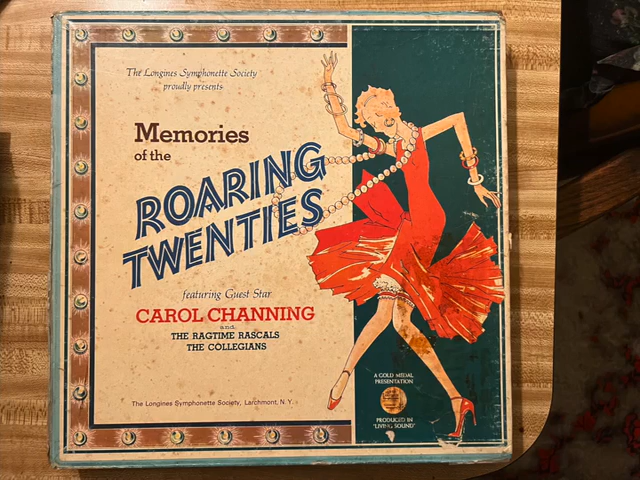 The Longines Symphonette Society
proudly presents
Memories
of the
ROARING
TWENTIES
featuring Guest Star
CAROL CHANNING
and
THE RAGTIME RASCALS
THE COLLEGIANS
The Longines Symphonette Society, Larchmont, N.Y.
A GOLD MEDAL
PRESENTATION
PRODUCED IN
"LIVING SOUND"